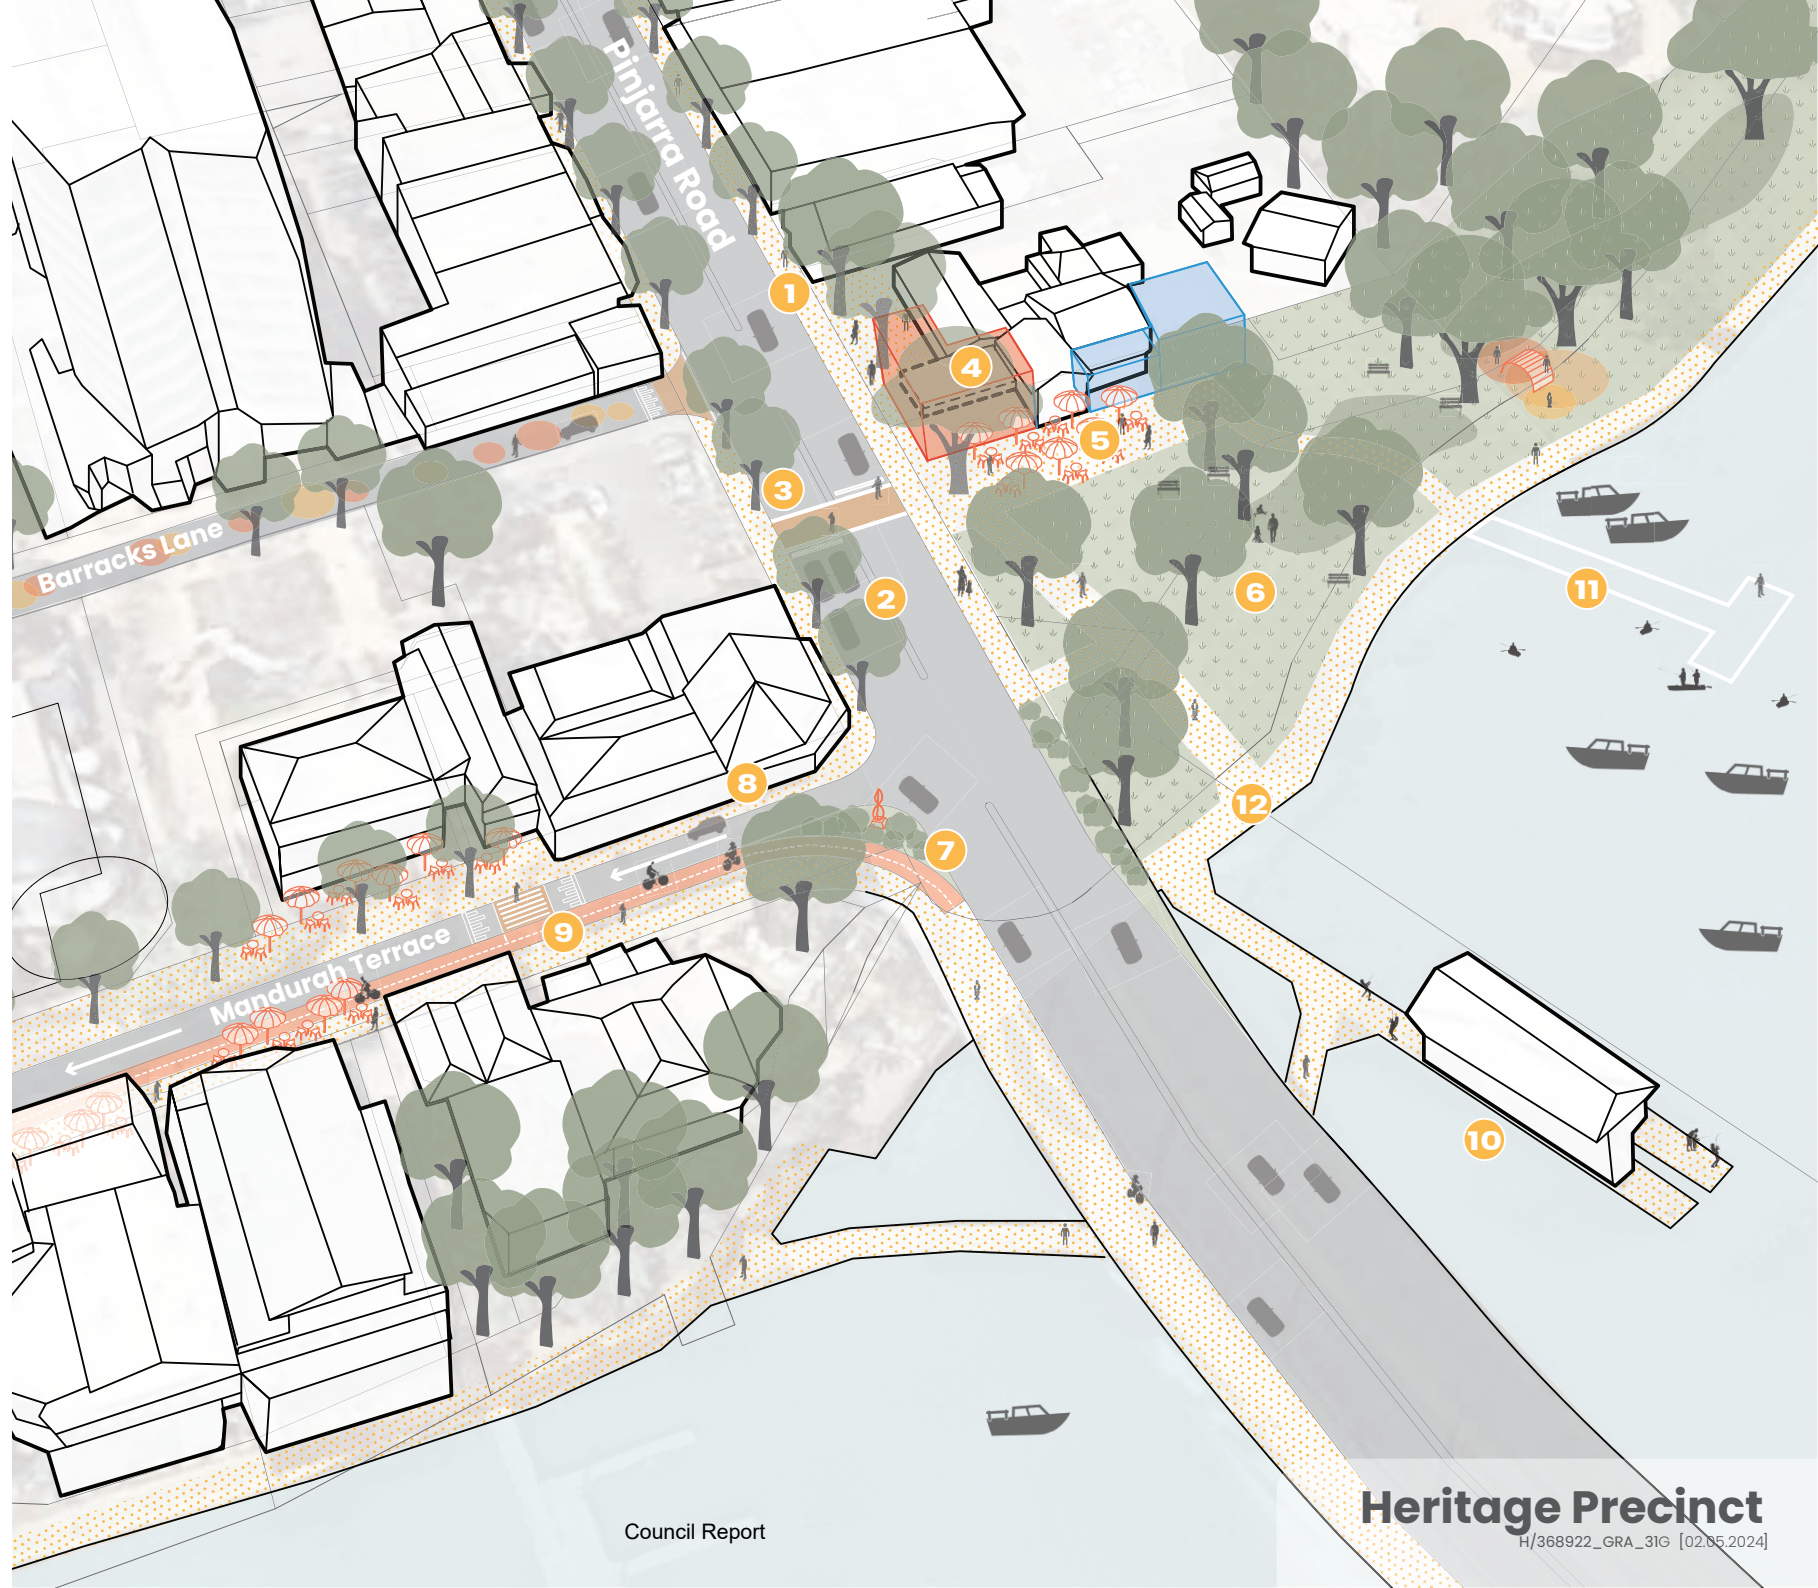 Pinjarra Road
1
4
5
3
Barracks Lane
2
6
11
8
12
7
9
Mandurah Terrace
10
Heritage Precinct
Council Report
H/368922_GRA_31G [02.05.2024]